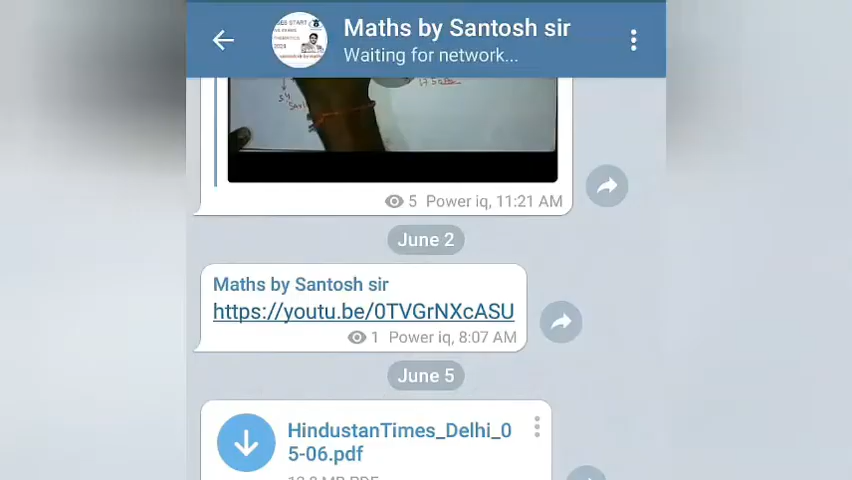 Maths by Santosh sir
Waiting for network...
5 Power iq, 11:21 AM
June 2
Maths by Santosh sir
https://youtu.be/0TVGrNXcASU
1 Power iq, 8:07 AM
June 5
HindustanTimes_Delhi_0
5-06.pdf